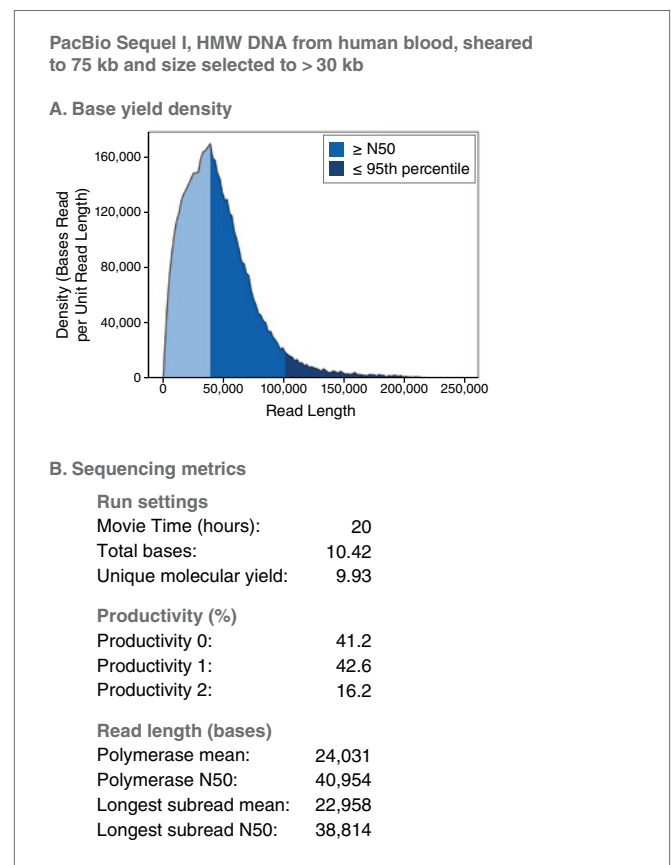 PacBio Sequel I, HMW DNA from human blood, sheared
to 75 kb and size selected to > 30 kb
A. Base yield density
Density (Bases Read
per Unit Read Length)
160,000
120,000
80,000
40,000
0
≥ N50
≤ 95th percentile
0 50,000 100,000 150,000 200,000 250,000
Read Length
B. Sequencing metrics
Run settings
Movie Time (hours): 20
Total bases: 10.42
Unique molecular yield: 9.93
Productivity (%)
Productivity 0: 41.2
Productivity 1: 42.6
Productivity 2: 16.2
Read length (bases)
Polymerase mean: 24,031
Polymerase N50: 40,954
Longest subread mean: 22,958
Longest subread N50: 38,814